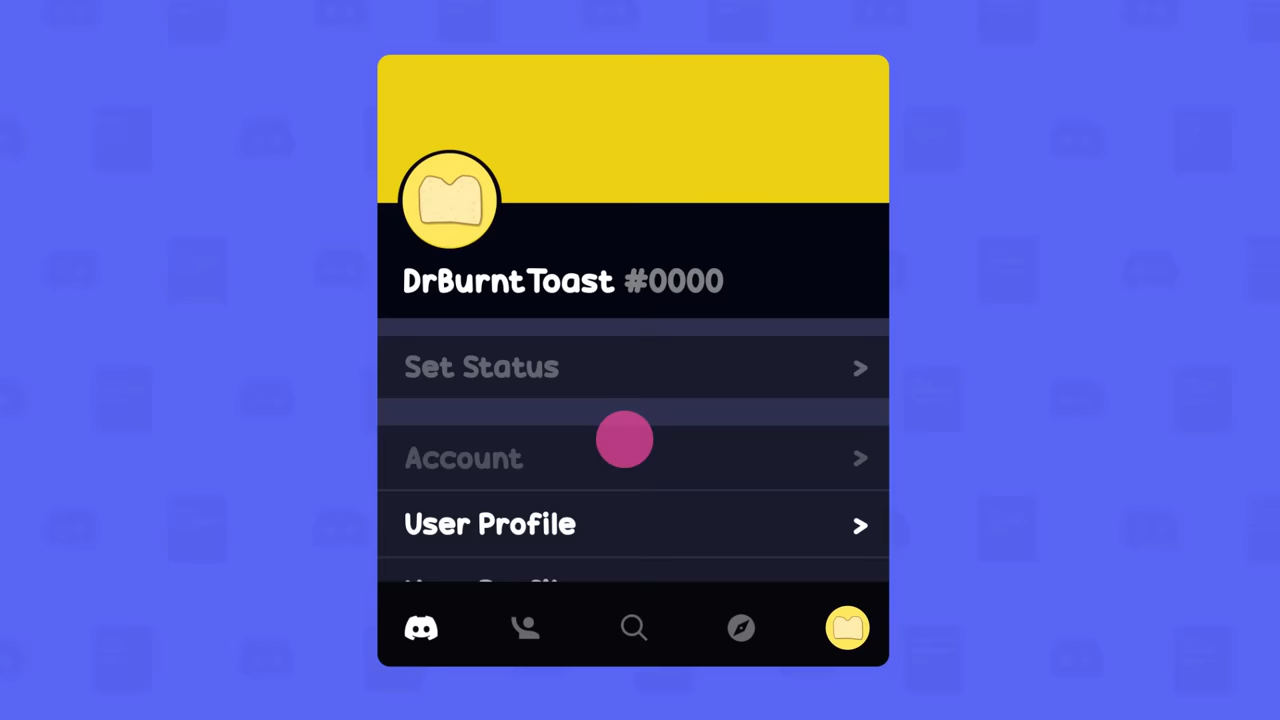 DrBurntToast #0000
Set Status >
Account >
User Profile >